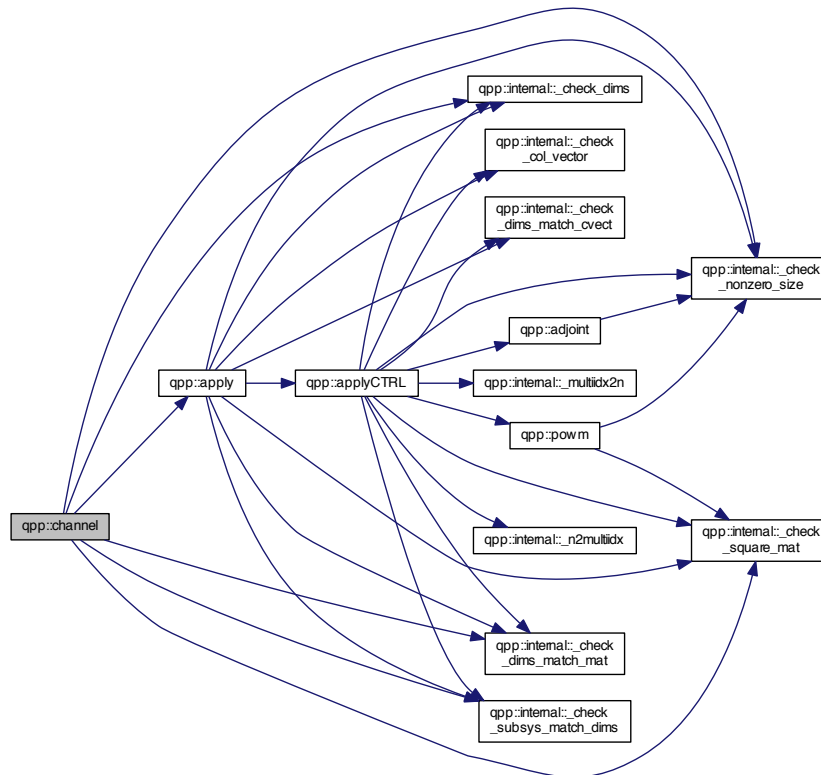 qpp::internal::_check_dims
qpp::internal::_check
_col_vector
qpp::internal::_check
_dims_match_cvect
qpp::internal::_check
_nonzero_size
qpp::adjoint
qpp::apply
qpp::applyCTRL
qpp::internal::_multiidx2n
qpp::powm
qpp::channel
qpp::internal::_n2multiidx
qpp::internal::_check
_square_mat
qpp::internal::_check
_dims_match_mat
qpp::internal::_check
_subsys_match_dims